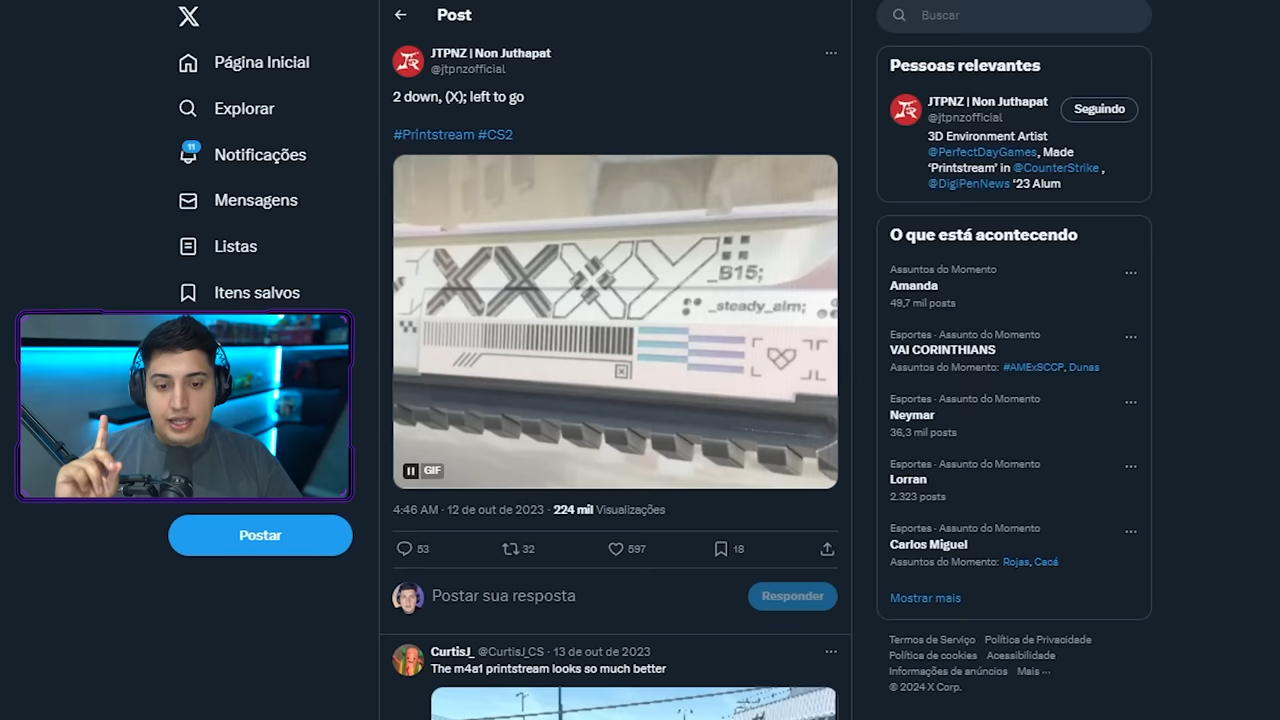 Página Inicial
Explorar
11
Notificações
Mensagens
Listas
Itens salvos
Postar
Post
JTPNZ | Non Juthapat
@jtpnzofficial
2 down, (X); left to go
#Printstream #CS2
XXXY
_B15;
_steady_aim;
GIF
4:46 AM · 12 de out de 2023 · 224 mil Visualizações
53 32 597 18
Postar sua resposta
Responder
CurtisJ_ @CurtisJ_CS · 13 de out de 2023
The m4a1 printstream looks so much better
Buscar
Pessoas relevantes
JTPNZ | Non Juthapat
@jtpnzofficial
Seguindo
3D Environment Artist
@PerfectDayGames, Made
‘Printstream’ in @CounterStrike ,
@DigiPenNews ‘23 Alum
O que está acontecendo
Assuntos do Momento
Amanda
49,7 mil posts
Esportes · Assunto do Momento
VAI CORINTHIANS
Assuntos do Momento: #AMExSCCP, Dunas
Esportes · Assunto do Momento
Neymar
36,3 mil posts
Esportes · Assunto do Momento
Lorran
2.323 posts
Esportes · Assunto do Momento
Carlos Miguel
Assuntos do Momento: Rojas, Cacá
Mostrar mais
Termos de Serviço Política de Privacidade
Política de cookies Acessibilidade
Informações de anúncios Mais ···
© 2024 X Corp.